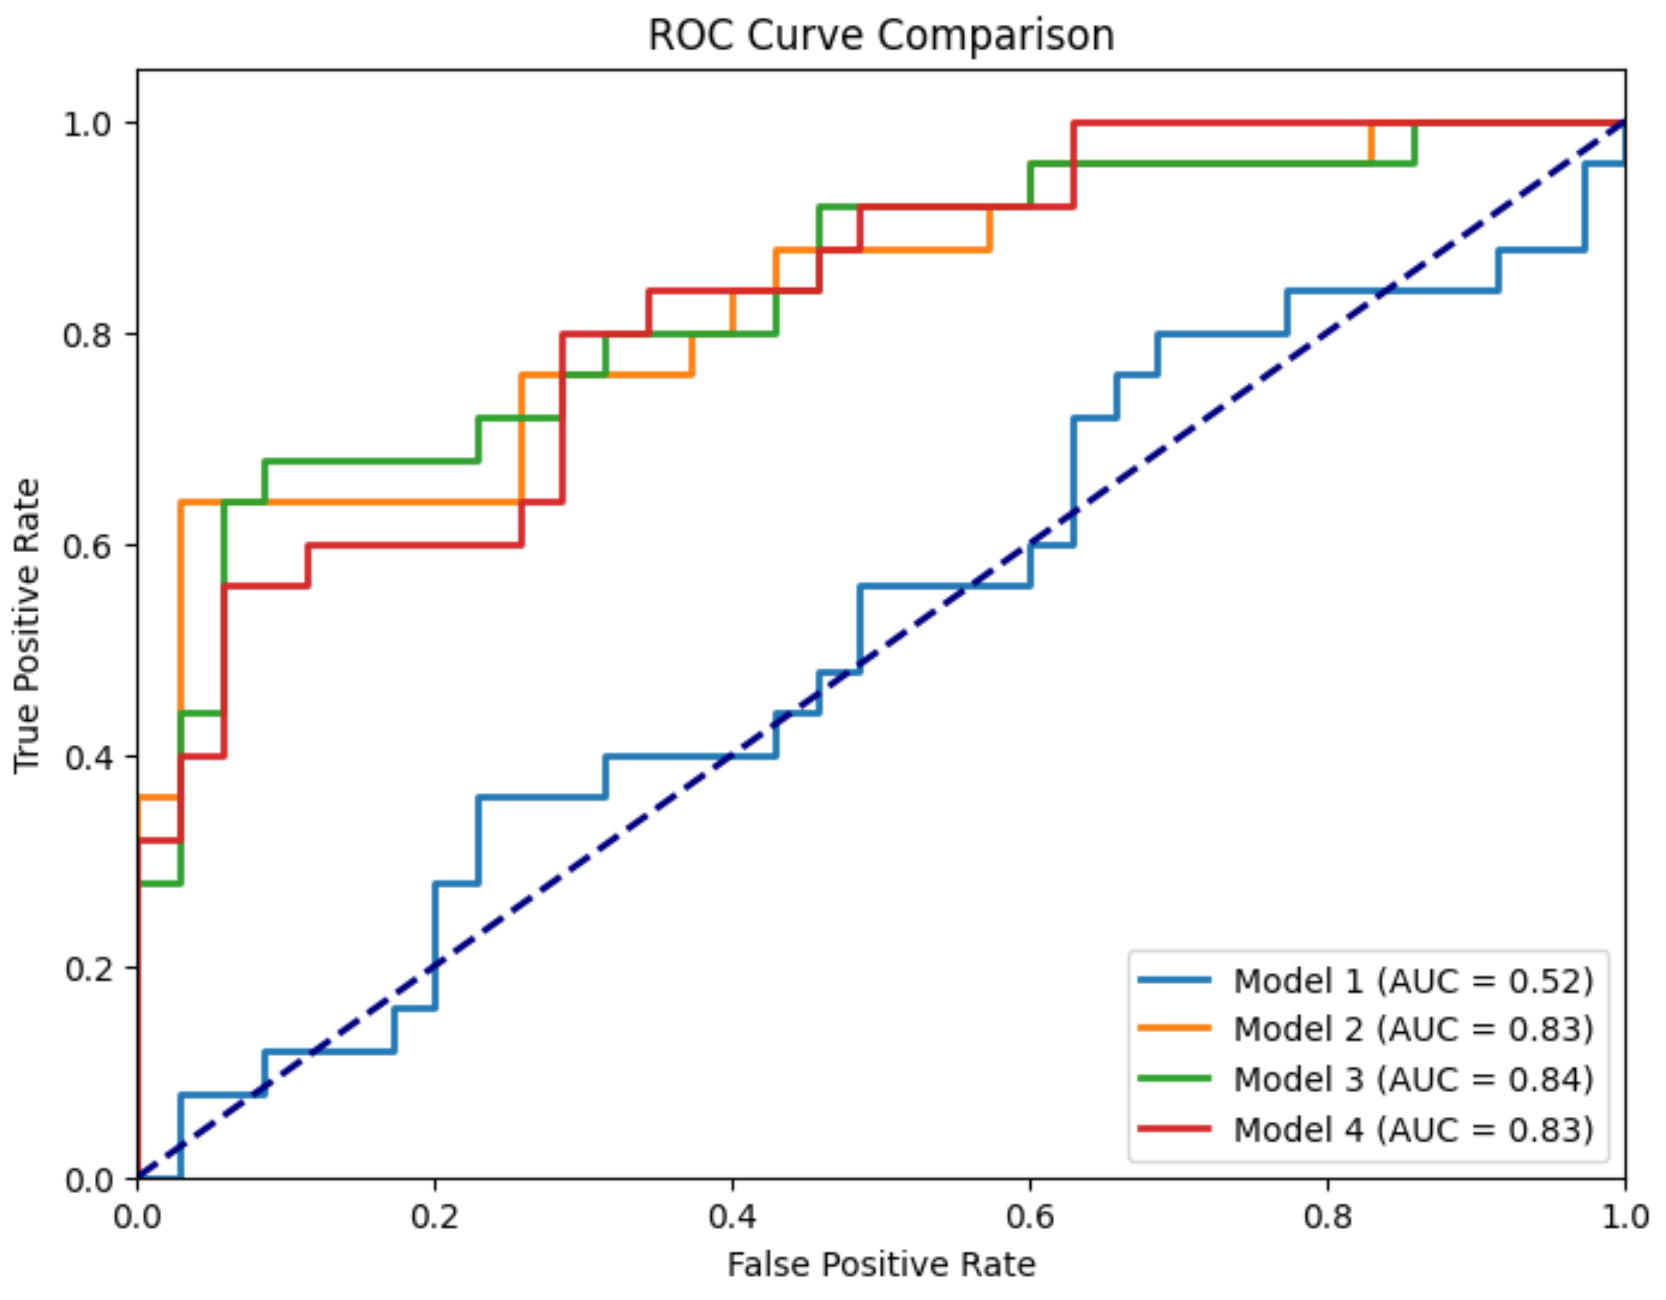 ROC Curve Comparison
1.0
0.8
0.6
0.4
0.2
0.0
True Positive Rate
0.0 0.2 0.4 0.6 0.8 1.0
False Positive Rate
Model 1 (AUC = 0.52)
Model 2 (AUC = 0.83)
Model 3 (AUC = 0.84)
Model 4 (AUC = 0.83)